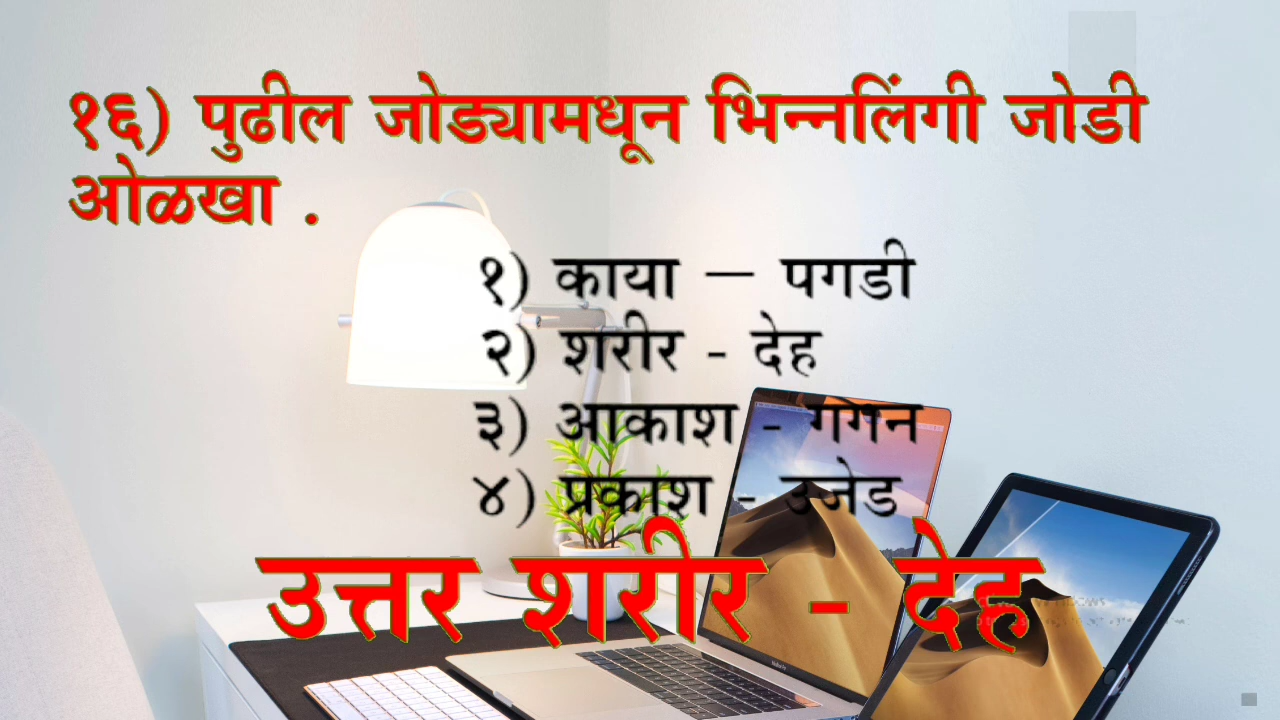 १६) पुढील जोड्यामधून भिन्नलिंगी जोडी
ओळखा .
१) काया – पगडी
२) शरीर - देह
३) आकाश - गगन
४) प्रकाश - उजेड
उत्तर शरीर - देह